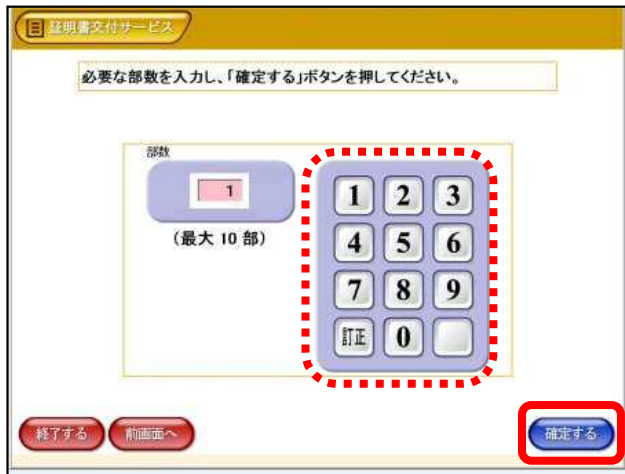 証明書交付サービス
必要な部数を入力し、「確定する」ボタンを押してください。
部数
1
(最大 10 部)
1 2 3
4 5 6
7 8 9
訂正 0
終了する 前画面へ 確定する